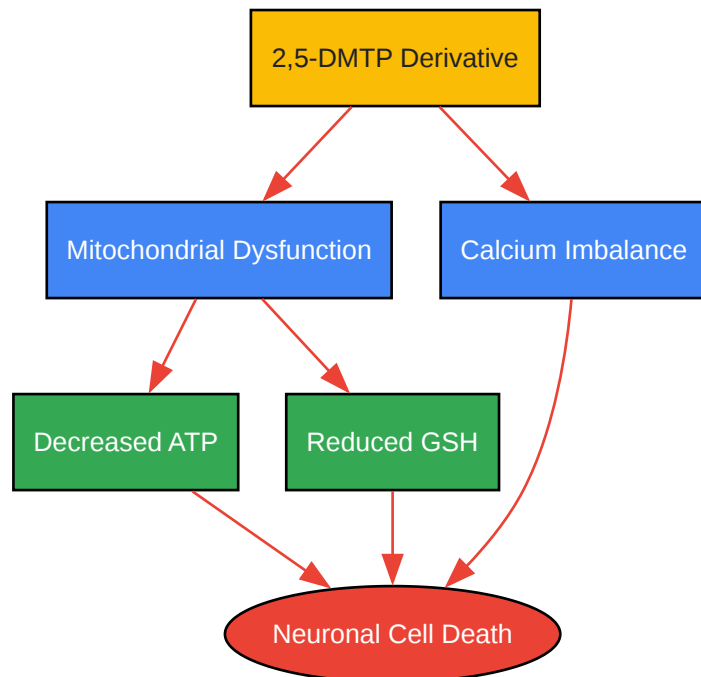 2,5-DMTP Derivative
Mitochondrial Dysfunction
Calcium Imbalance
Decreased ATP
Reduced GSH
Neuronal Cell Death